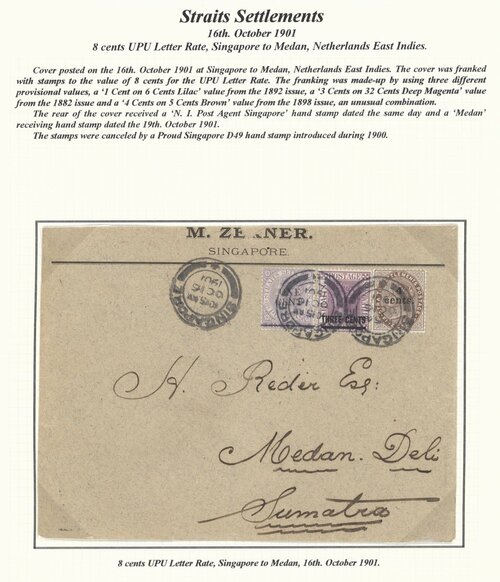 Straits Settlements
16th. October 1901
8 cents UPU Letter Rate, Singapore to Medan, Netherlands East Indies.
Cover posted on the 16th. October 1901 at Singapore to Medan, Netherlands East Indies. The cover was franked
with stamps to the value of 8 cents for the UPU Letter Rate. The franking was made-up by using three different
provisional values, a '1 Cent on 6 Cents Lilac' value from the 1892 issue, a '3 Cents on 32 Cents Deep Magenta' value
from the 1882 issue and a '4 Cents on 5 Cents Brown' value from the 1898 issue, an unusual combination.
The rear of the cover received a 'N. I. Post Agent Singapore' hand stamp dated the same day and a 'Medan'
receiving hand stamp dated the 19th. October 1901.
The stamps were canceled by a Proud Singapore D49 hand stamp introduced during 1900.
M.
SINGAPORE.
SINGAPORE
10.15 AM
OC 16
1901
THREE CENTS
4
cents.
H. Reder Esq:
Medan. Deli
Sumatra
8 cents UPU Letter Rate, Singapore to Medan, 16th. October 1901.